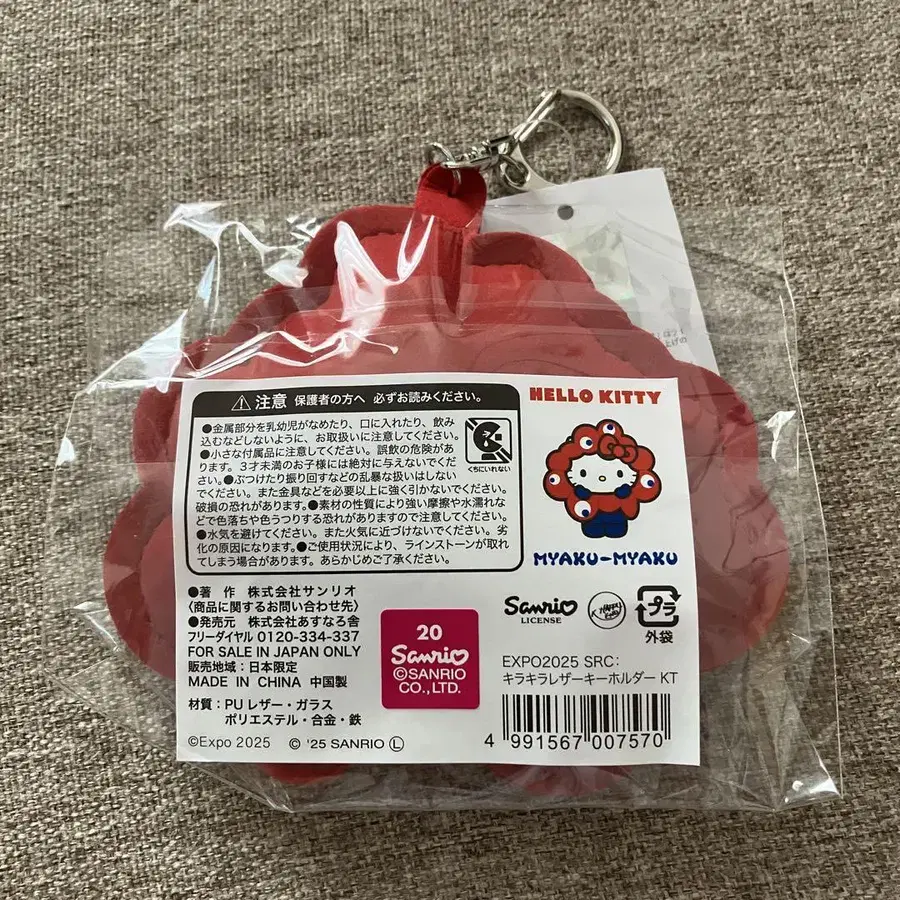 ⚠注意 保護者の方へ 必ずお読みください。
●金属部分を乳幼児がなめたり、口に入れたり、飲み
込むなどしないように、お取扱いに注意してください。
●小さな付属品に注意してください。誤飲の危険があ
ります。3才未満のお子様には絶対に与えないでくだ
さい。●ぶつけたり振り回すなどの乱暴な扱いはしない
でください。また金具などを必要以上に強く引かないでください。
破損の恐れがあります。●素材の性質により強い摩擦や水濡れな
どで色落ちや色うつりする恐れがありますので注意してください。
●水気を避けてください。また火気に近づけないでください。劣
化の原因になります。●ご使用状況により、ラインストーンが取れ
てしまう場合があります。あらかじめご了承ください。
くちにいれない
HELLO KITTY
MYAKU-MYAKU
●著 作 株式会社サンリオ
〈商品に関するお問い合わせ先〉
●発売元 株式会社あすなろ舎
フリーダイヤル 0120-334-337
FOR SALE IN JAPAN ONLY
販売地域:日本限定
MADE IN CHINA 中国製
材質:PU レザー・ガラス
ポリエステル・合金・鉄
©Expo 2025 © '25 SANRIO Ⓛ
20
Sanrio
©SANRIO
CO., LTD.
Sanrio
LICENSE
プラ
外袋
EXPO2025 SRC:
キラキラレザーキーホルダー KT
4 991567 007570